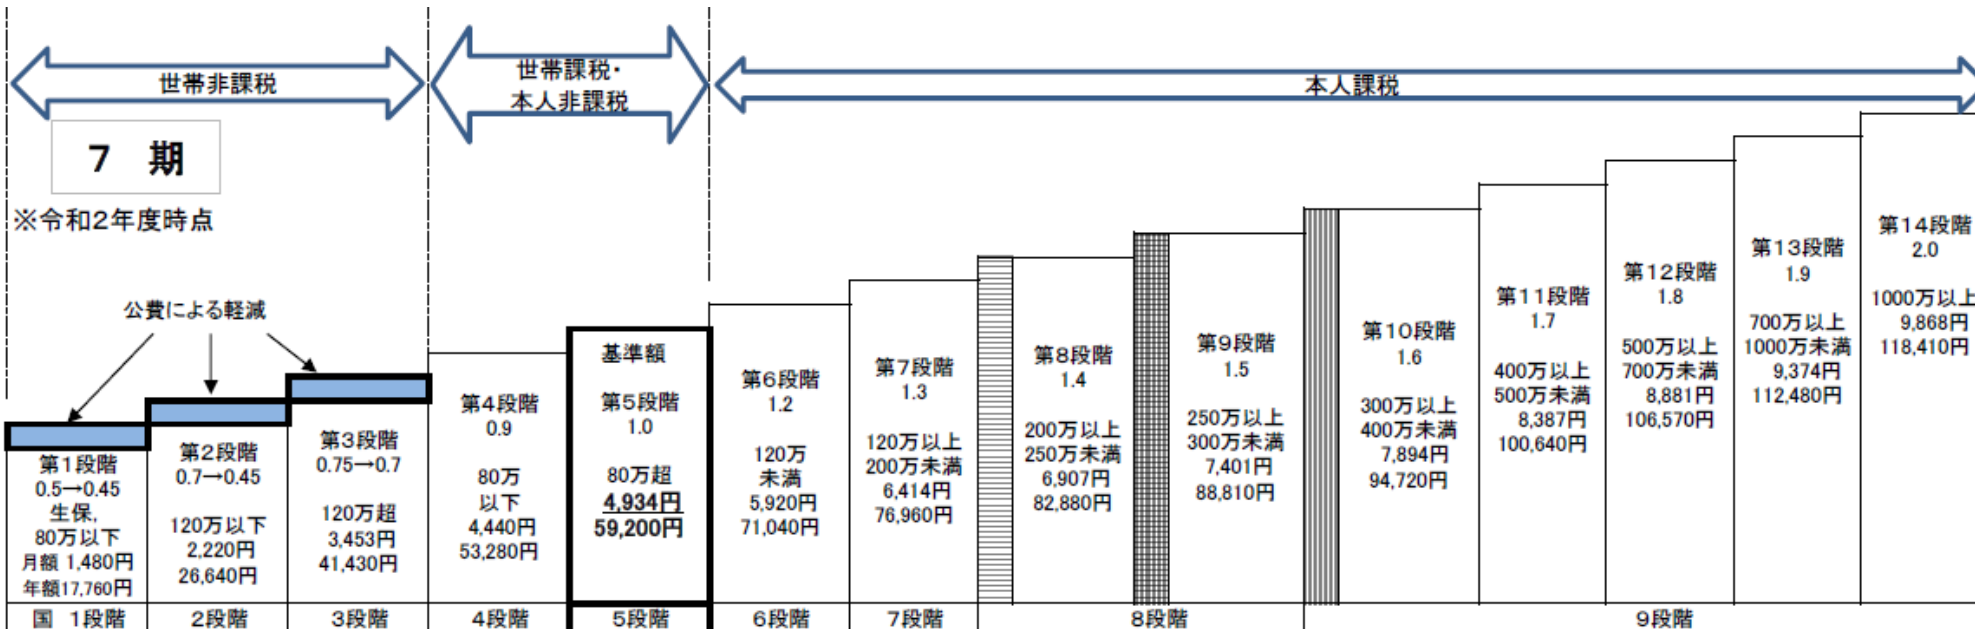 世帯非課税
世帯課税・
本人非課税
本人課税
7 期
※令和2年度時点
公費による軽減
第1段階
0.5→0.45
生保,
80万以下
月額 1,480円
年額17,760円
第2段階
0.7→0.45
120万以下
2,220円
26,640円
第3段階
0.75→0.7
120万超
3,453円
41,430円
第4段階
0.9
80万
以下
4,440円
53,280円
基準額
第5段階
1.0
80万超
4,934円
59,200円
第6段階
1.2
120万
未満
5,920円
71,040円
第7段階
1.3
120万以上
200万未満
6,414円
76,960円
第8段階
1.4
200万以上
250万未満
6,907円
82,880円
第9段階
1.5
250万以上
300万未満
7,401円
88,810円
第10段階
1.6
300万以上
400万未満
7,894円
94,720円
第11段階
1.7
400万以上
500万未満
8,387円
100,640円
第12段階
1.8
500万以上
700万未満
8,881円
106,570円
第13段階
1.9
700万以上
1000万未満
9,374円
112,480円
第14段階
2.0
1000万以上
9,868円
118,410円
国 1段階
2段階
3段階
4段階
5段階
6段階
7段階
8段階
9段階